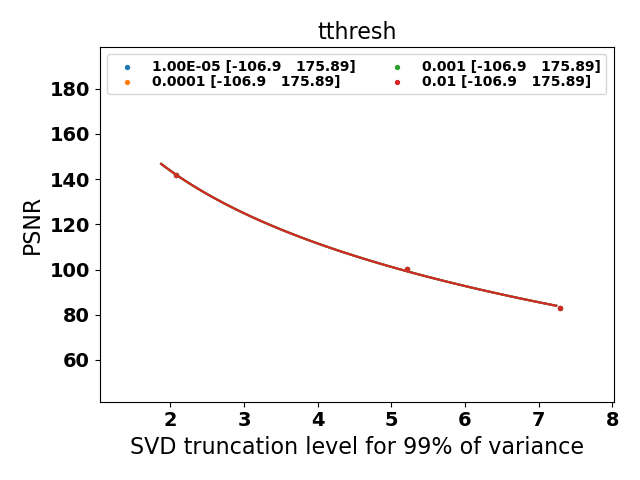 tthresh
1.00E-05 [-106.9 175.89]
0.0001 [-106.9 175.89]
0.001 [-106.9 175.89]
0.01 [-106.9 175.89]
PSNR
180
160
140
120
100
80
60
2 3 4 5 6 7 8
SVD truncation level for 99% of variance